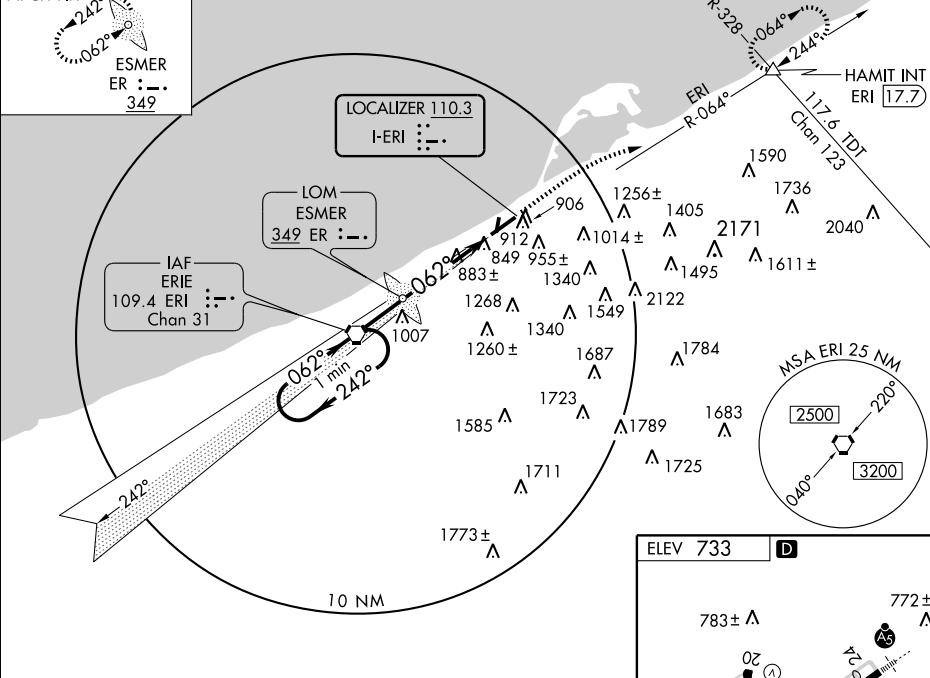 242°
062°
ESMER
ER
349
R-328
064°
244°
HAMIT INT
ERI 17.7
ERI
R-064°
117.6 TDT
Chan 123
LOCALIZER 110.3
I-ERI
LOM
ESMER
349 ER
IAF
ERIE
109.4 ERI
Chan 31
062°
1 min
242°
062°
242°
10 NM
906
912
849
955±
883±
1007
1256±
1014±
1405
1590
1736
2040
2171
1495
1611±
1340
1268
1340
1549
2122
1260±
1687
1784
1723
1585
1789
1683
1725
1711
1773±
MSA ERI 25 NM
2500
220°
3200
040°
ELEV 733
D
783±
772±
A5
20
V
24